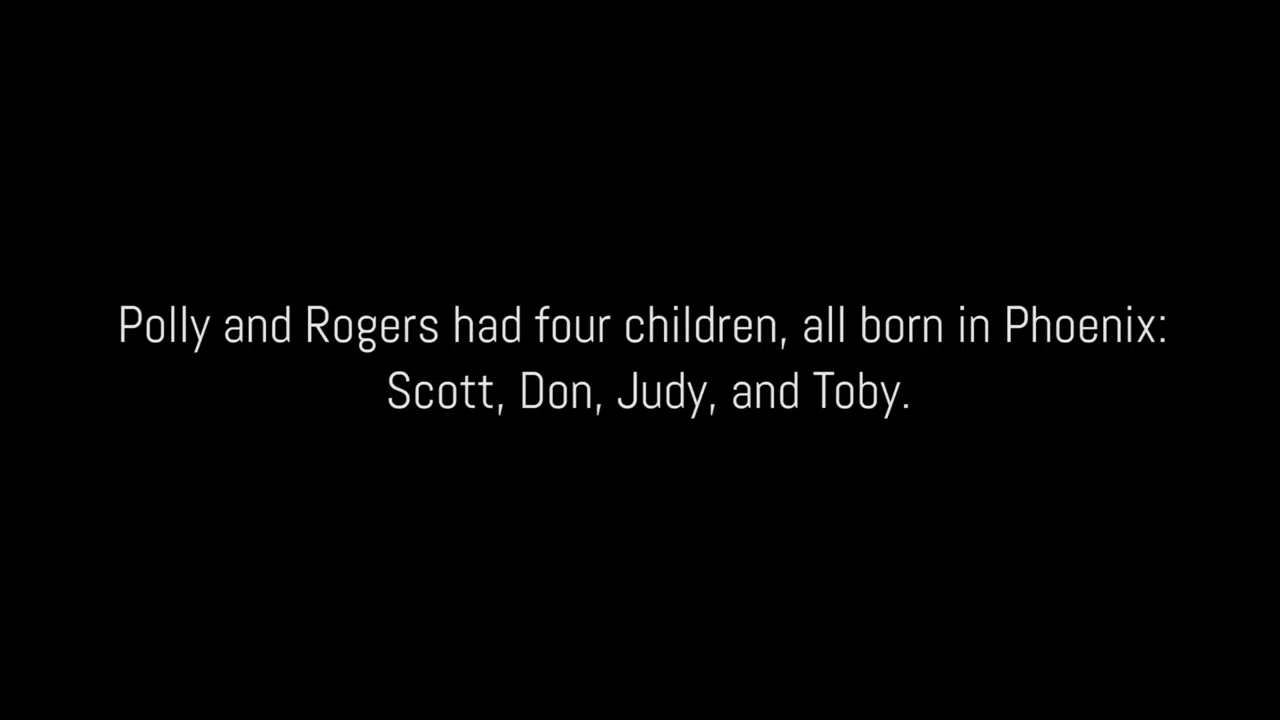 Polly and Rogers had four children, all born in Phoenix:
Scott, Don, Judy, and Toby.